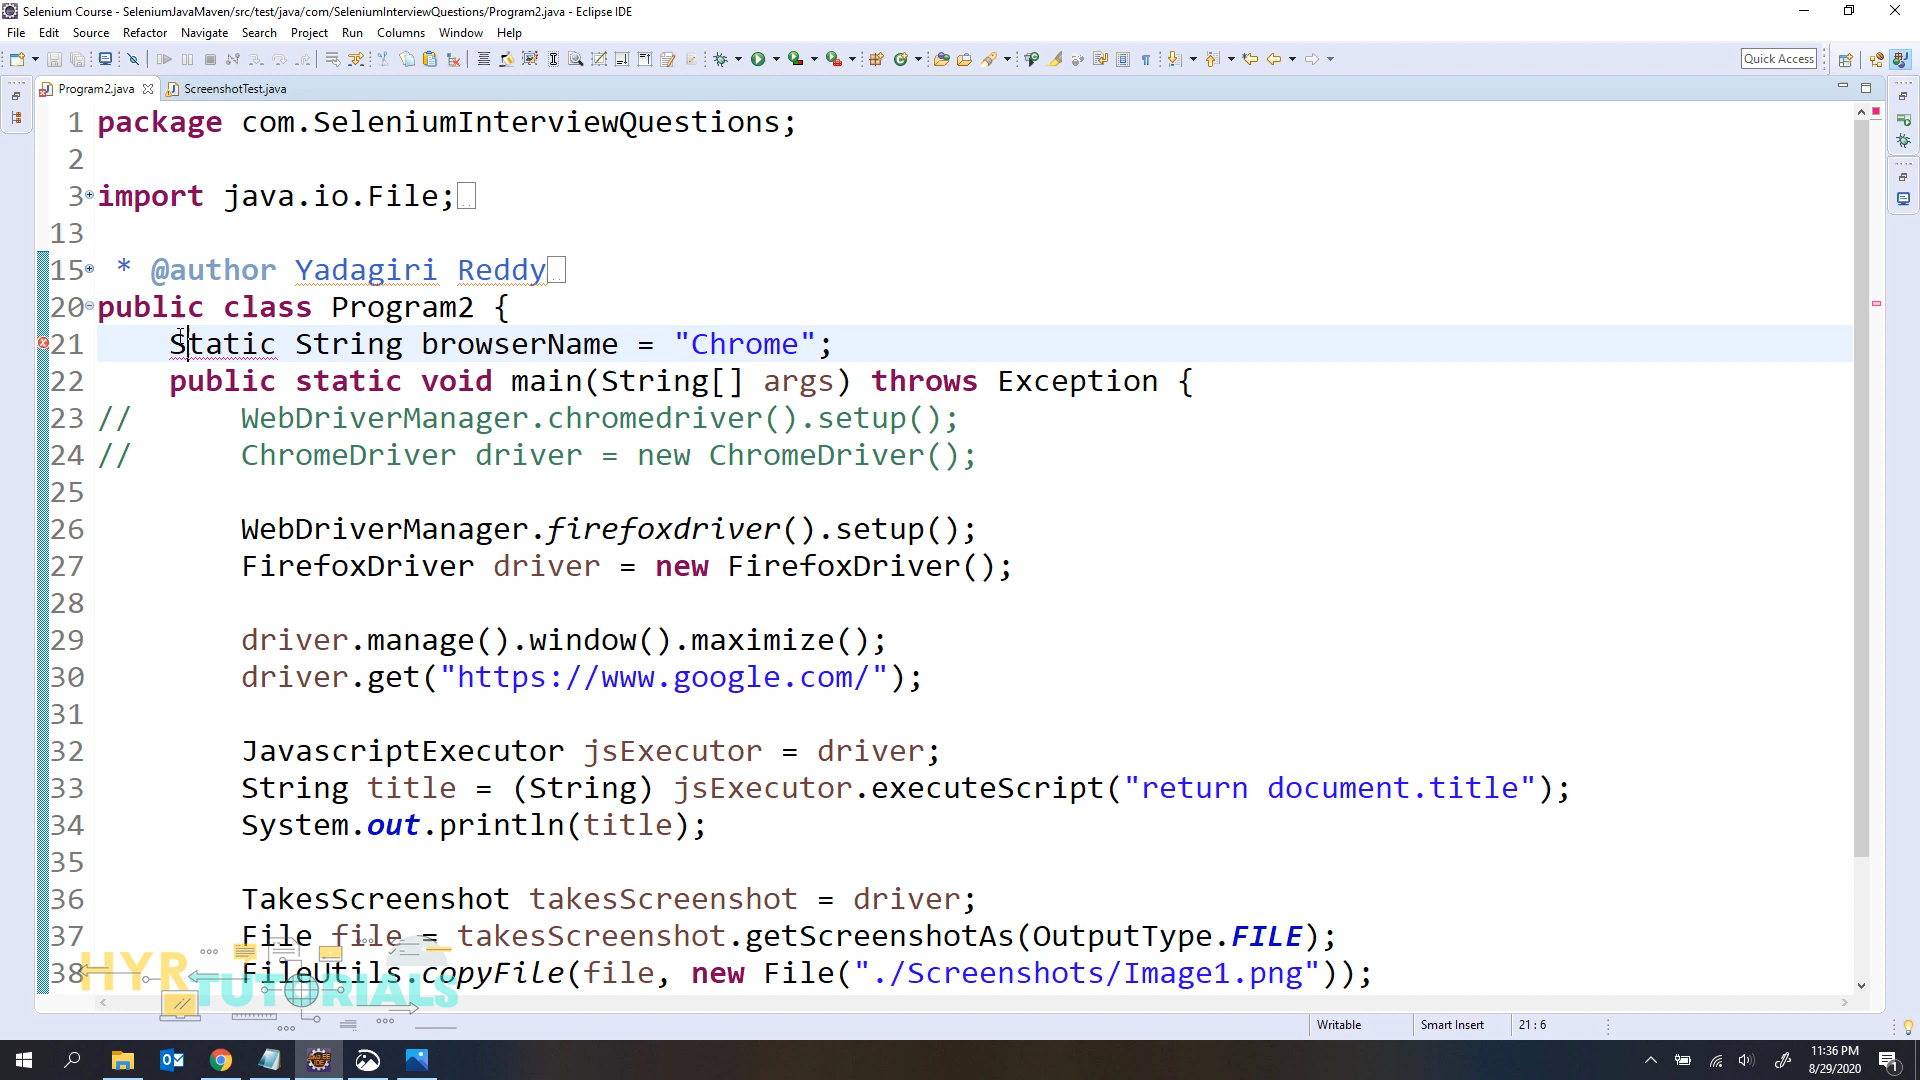 Selenium Course - SeleniumJavaMaven/src/test/java/com/SeleniumInterviewQuestions/Program2.java - Eclipse IDE
File Edit Source Refactor Navigate Search Project Run Columns Window Help
Quick Access
Program2.java ScreenshotTest.java
1 package com.SeleniumInterviewQuestions;
2
3 import java.io.File;
13
15 * @author Yadagiri Reddy
20 public class Program2 {
21 Static String browserName = "Chrome";
22 public static void main(String[] args) throws Exception {
23 // WebDriverManager.chromedriver().setup();
24 // ChromeDriver driver = new ChromeDriver();
25
26 WebDriverManager.firefoxdriver().setup();
27 FirefoxDriver driver = new FirefoxDriver();
28
29 driver.manage().window().maximize();
30 driver.get("https://www.google.com/");
31
32 JavascriptExecutor jsExecutor = driver;
33 String title = (String) jsExecutor.executeScript("return document.title");
34 System.out.println(title);
35
36 TakesScreenshot takesScreenshot = driver;
37 File file = takesScreenshot.getScreenshotAs(OutputType.FILE);
38 FileUtils.copyFile(file, new File("./Screenshots/Image1.png"));
HYR
TUTORIALS
Writable Smart Insert 21 : 6
11:36 PM
8/29/2020